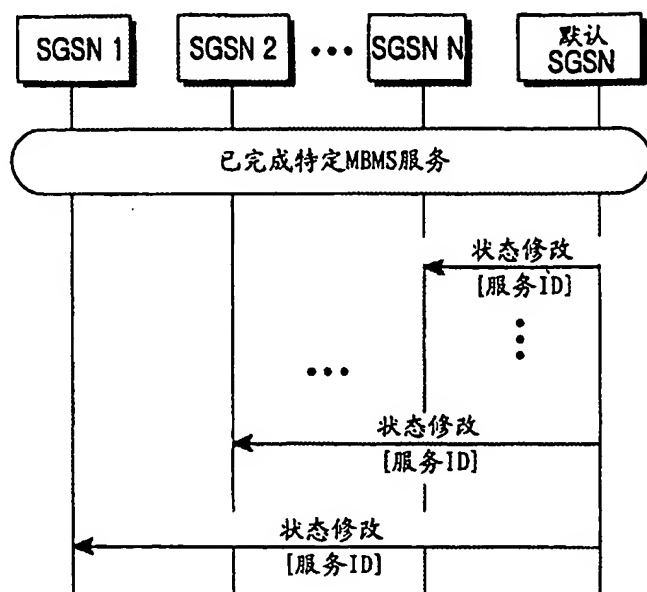 SGSN 1
SGSN 2
SGSN N
默认
SGSN
已完成特定MBMS服务
状态修改
[服务ID]
状态修改
[服务ID]
状态修改
[服务ID]